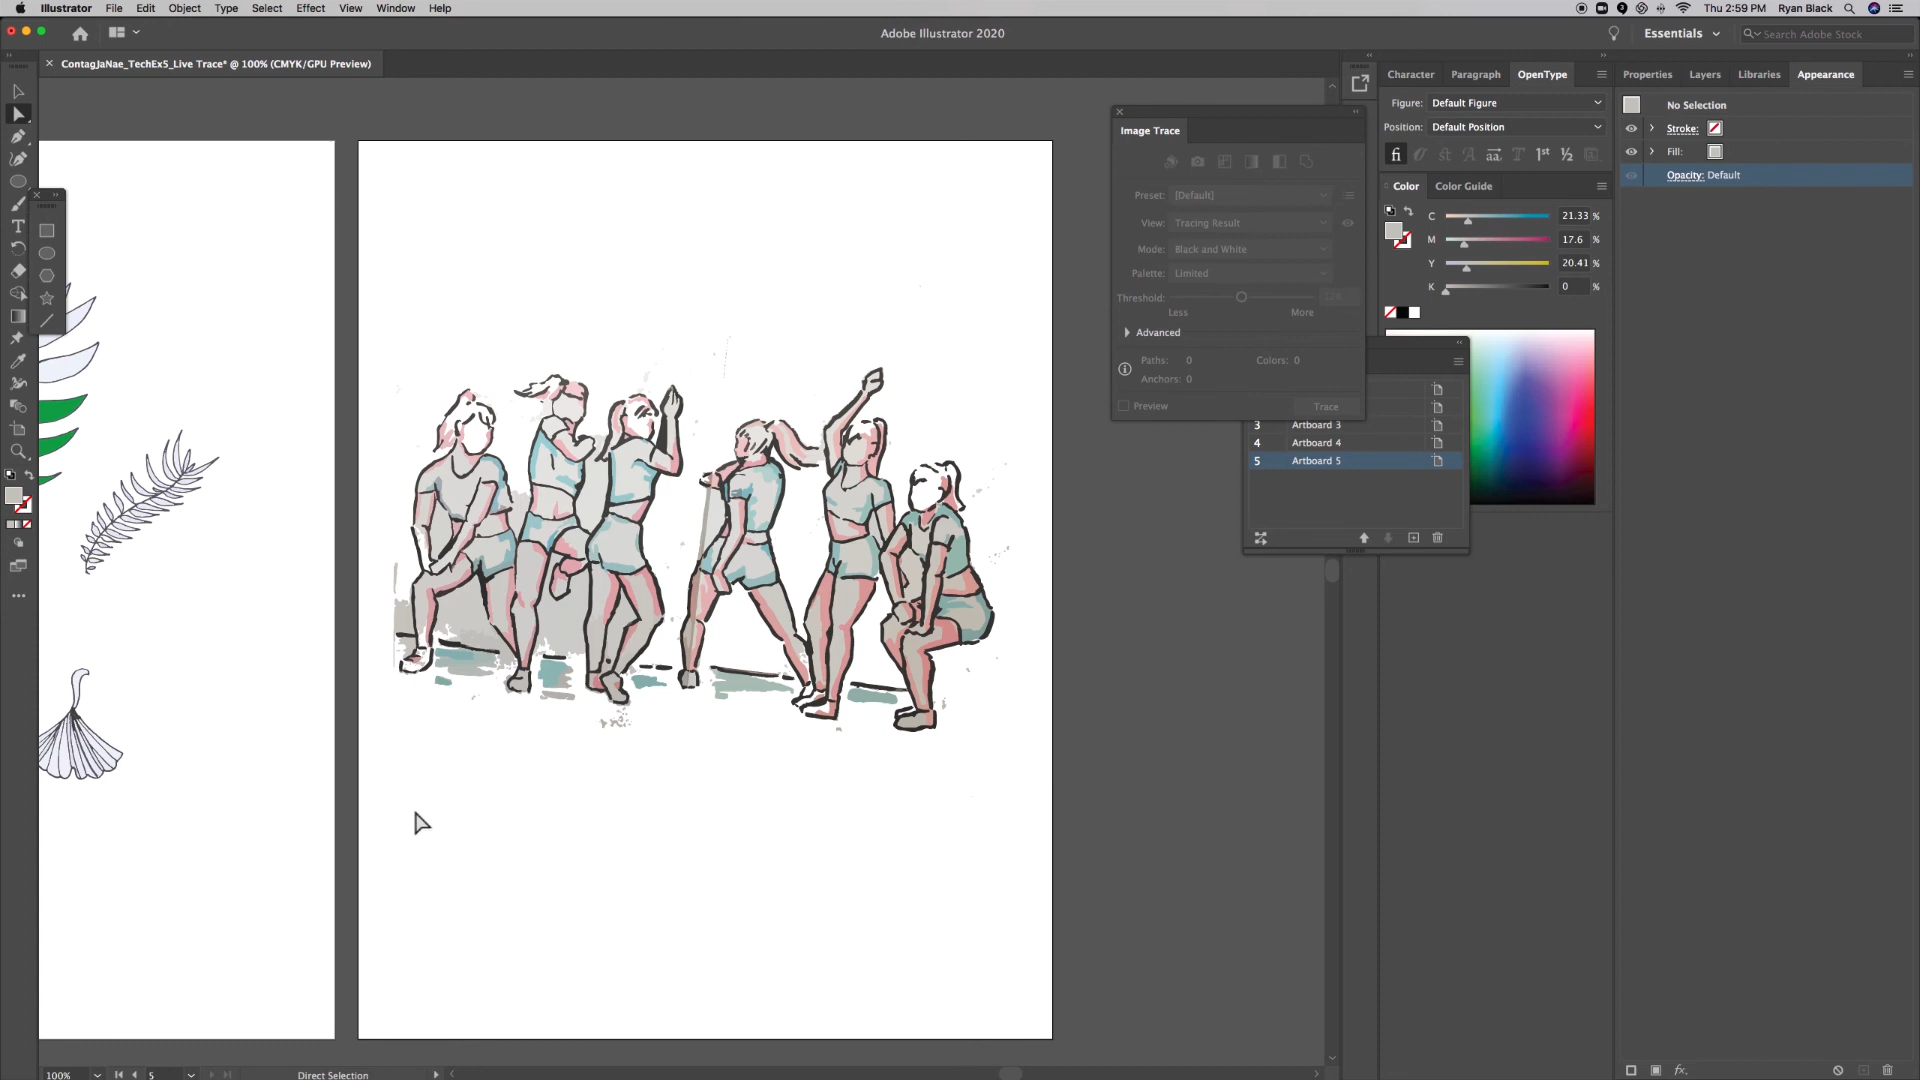 Illustrator File Edit Object Type Select Effect View Window Help
Thu 2:59 PM Ryan Black
Adobe Illustrator 2020
Essentials
Search Adobe Stock
ContagJaNae_TechEx5_Live Trace* @ 100% (CMYK/GPU Preview)
Character Paragraph OpenType
Properties Layers Libraries Appearance
Figure: Default Figure
Position: Default Position
No Selection
Stroke:
Fill:
Opacity: Default
Image Trace
Preset: [Default]
View: Tracing Result
Mode: Black and White
Palette: Limited
Threshold:
Less More
Advanced
Paths: 0 Colors: 0
Anchors: 0
Preview Trace
Color Color Guide
C 21.33 %
M 17.6 %
Y 20.41 %
K 0 %
3 Artboard 3
4 Artboard 4
5 Artboard 5
100% 5 Direct Selection